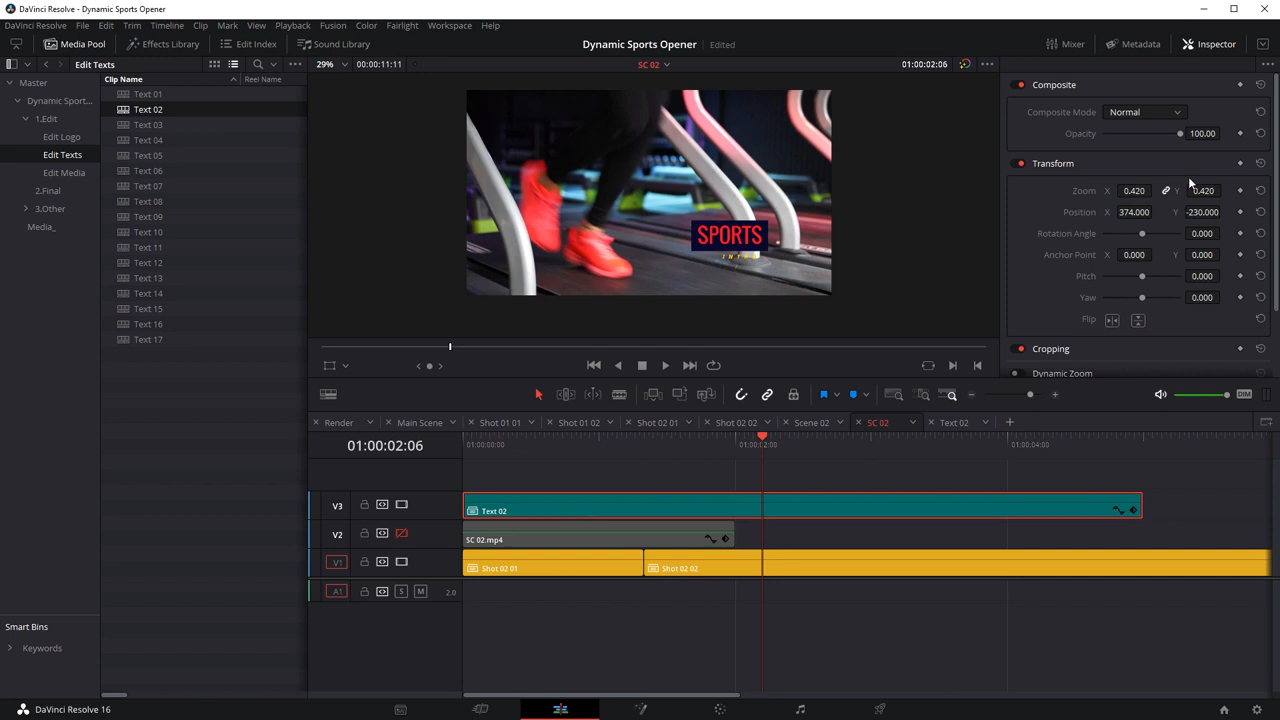 DaVinci Resolve - Dynamic Sports Opener
DaVinci Resolve File Edit Trim Timeline Clip Mark View Playback Fusion Color Fairlight Workspace Help
Media Pool Effects Library Edit Index Sound Library Dynamic Sports Opener Edited Mixer Metadata Inspector
Edit Texts 29% 00:00:11:11 SC 02 01:00:02:06
Clip Name Reel Name
Master
Dynamic Sport...
1.Edit
Edit Logo
Edit Texts
Edit Media
2.Final
3.Other
Media_
Text 01
Text 02
Text 03
Text 04
Text 05
Text 06
Text 07
Text 08
Text 09
Text 10
Text 11
Text 12
Text 13
Text 14
Text 15
Text 16
Text 17
SPORTS
INTRO
Composite
Composite Mode Normal
Opacity 100.00
Transform
Zoom X 0.420 Y 0.420
Position X 374.000 Y -230.000
Rotation Angle 0.000
Anchor Point X 0.000 Y 0.000
Pitch 0.000
Yaw 0.000
Flip
Cropping
Dynamic Zoom
DIM
Render Main Scene Shot 01 01 Shot 01 02 Shot 02 01 Shot 02 02 Scene 02 SC 02 Text 02
01:00:02:06 01:00:00:00 01:00:02:00 01:00:04:00
V3 Text 02
V2 SC 02.mp4
V1 Shot 02 01 Shot 02 02
A1 S M 2.0
Smart Bins
Keywords
DaVinci Resolve 16